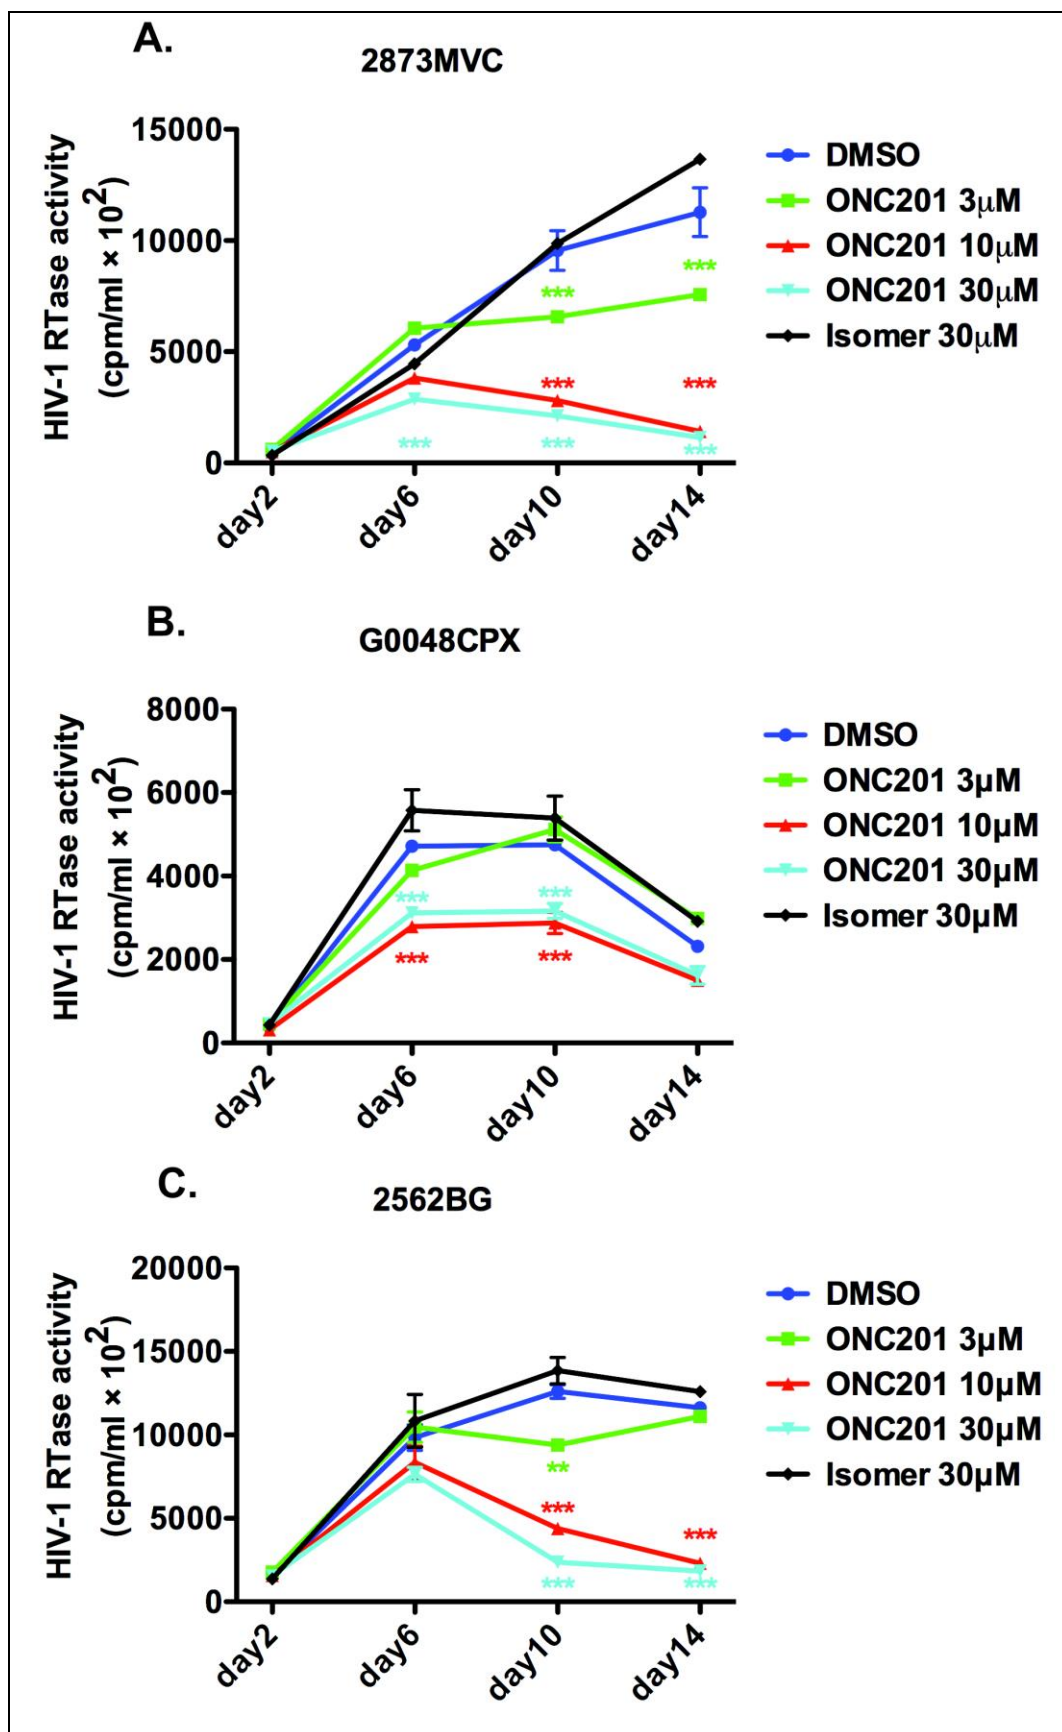 A.
2873MVC
HIV-1 RTase activity
(cpm/ml × 10²)
15000
10000
5000
0
***
***
***
***
***
***
***
day2
day6
day10
day14
DMSO
ONC201 3μM
ONC201 10μM
ONC201 30μM
Isomer 30μM
B.
G0048CPX
HIV-1 RTase activity
(cpm/ml × 10²)
8000
6000
4000
2000
0
***
***
***
***
day2
day6
day10
day14
DMSO
ONC201 3μM
ONC201 10μM
ONC201 30μM
Isomer 30μM
C.
2562BG
HIV-1 RTase activity
(cpm/ml × 10²)
20000
15000
10000
5000
0
**
***
***
***
***
day2
day6
day10
day14
DMSO
ONC201 3μM
ONC201 10μM
ONC201 30μM
Isomer 30μM